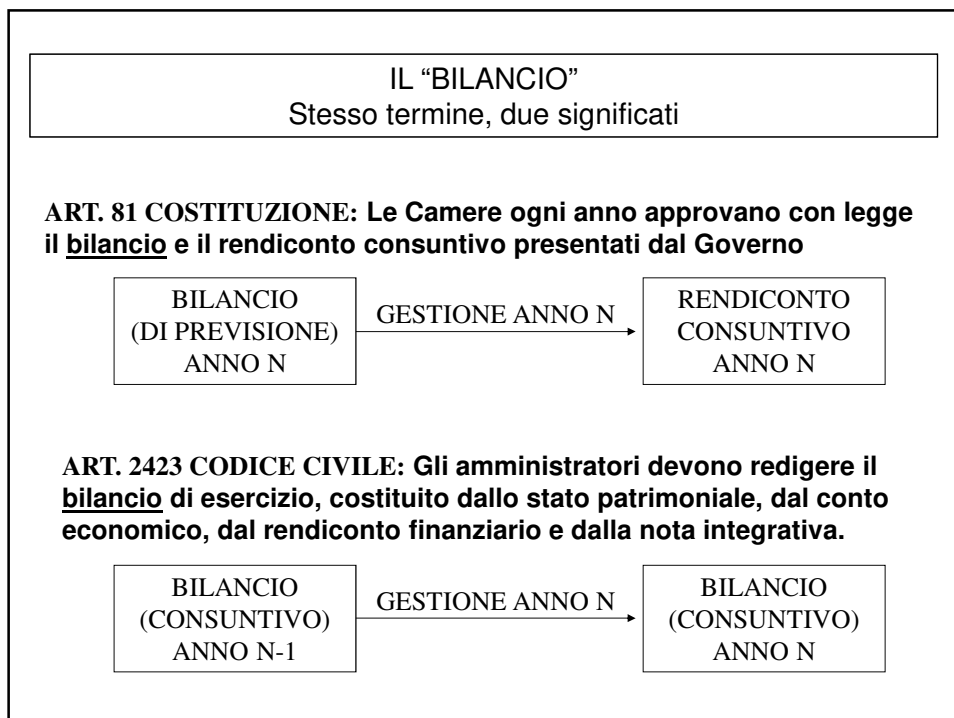 IL “BILANCIO”
Stesso termine, due significati
ART. 81 COSTITUZIONE: Le Camere ogni anno approvano con legge
il bilancio e il rendiconto consuntivo presentati dal Governo
BILANCIO
(DI PREVISIONE)
ANNO N
GESTIONE ANNO N
RENDICONTO
CONSUNTIVO
ANNO N
ART. 2423 CODICE CIVILE: Gli amministratori devono redigere il
bilancio di esercizio, costituito dallo stato patrimoniale, dal conto
economico, dal rendiconto finanziario e dalla nota integrativa.
BILANCIO
(CONSUNTIVO)
ANNO N-1
GESTIONE ANNO N
BILANCIO
(CONSUNTIVO)
ANNO N